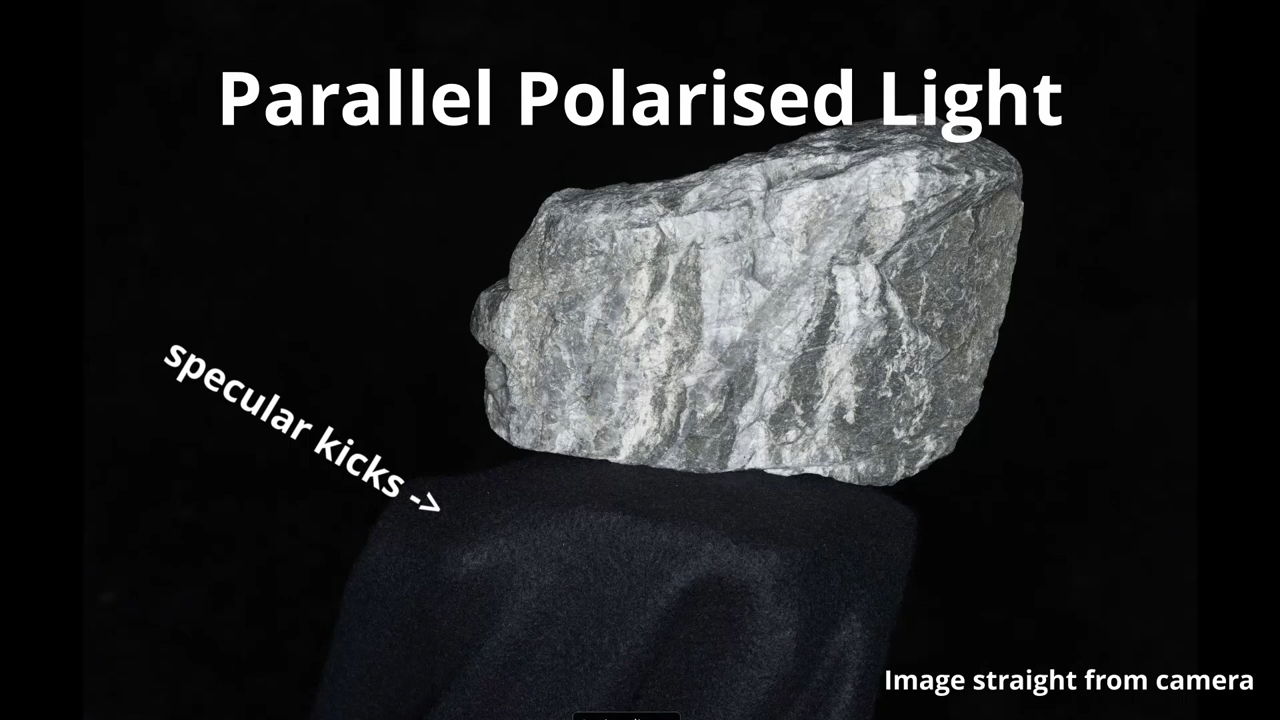 Parallel Polarised Light
specular kicks ->
Image straight from camera